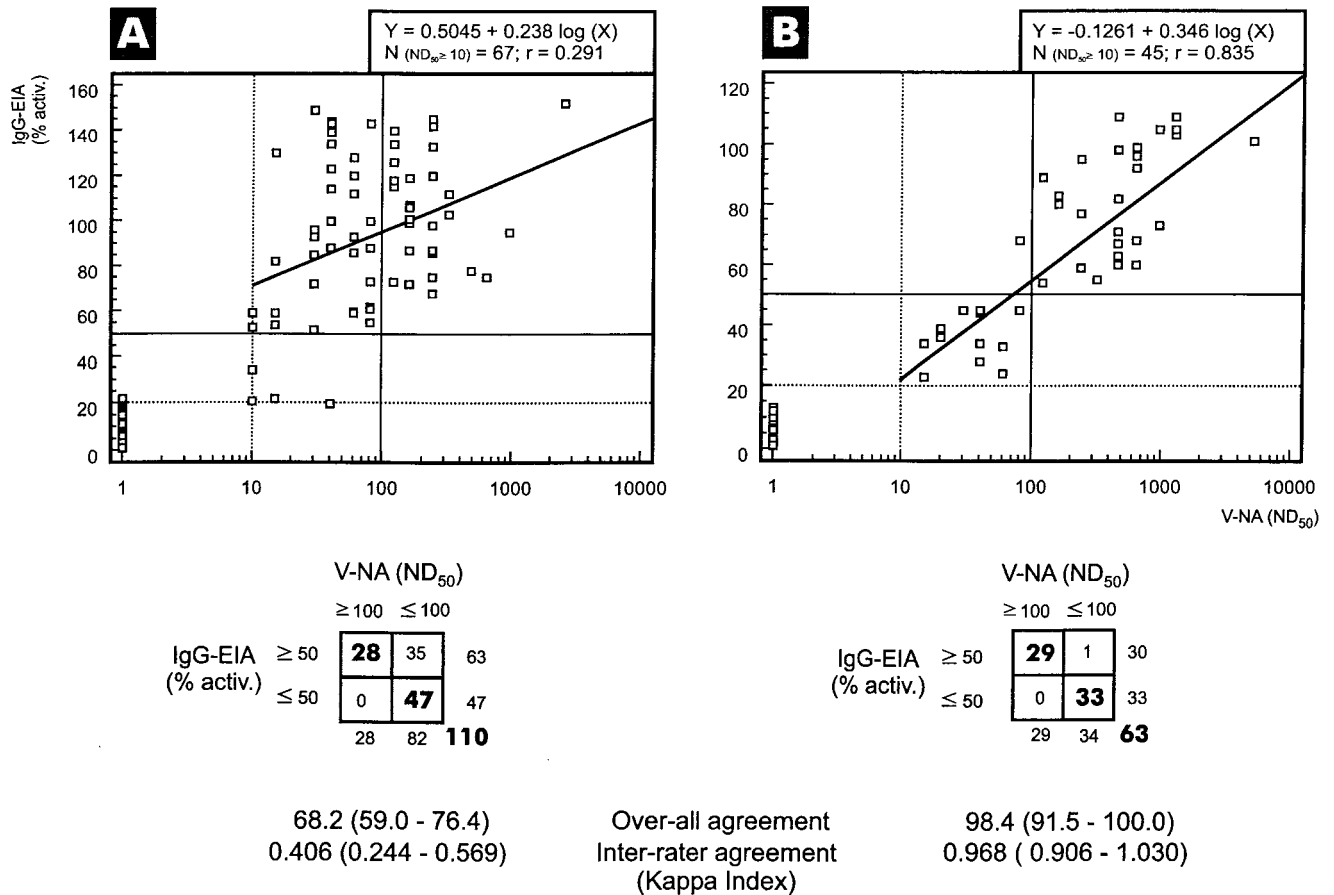 A
Y = 0.5045 + 0.238 log (X)
N (ND50≥ 10) = 67; r = 0.291
IgG-EIA
(% activ.)
160
140
120
100
80
60
40
20
0
1 10 100 1000 10000
B
Y = -0.1261 + 0.346 log (X)
N (ND50≥ 10) = 45; r = 0.835
120
100
80
60
40
20
0
1 10 100 1000 10000
V-NA (ND50)
V-NA (ND50)
≥ 100 ≤ 100
IgG-EIA ≥ 50 28 35 63
(% activ.) ≤ 50 0 47 47
28 82 110
V-NA (ND50)
≥ 100 ≤ 100
IgG-EIA ≥ 50 29 1 30
(% activ.) ≤ 50 0 33 33
29 34 63
68.2 (59.0 - 76.4) Over-all agreement 98.4 (91.5 - 100.0)
0.406 (0.244 - 0.569) Inter-rater agreement 0.968 ( 0.906 - 1.030)
(Kappa Index)